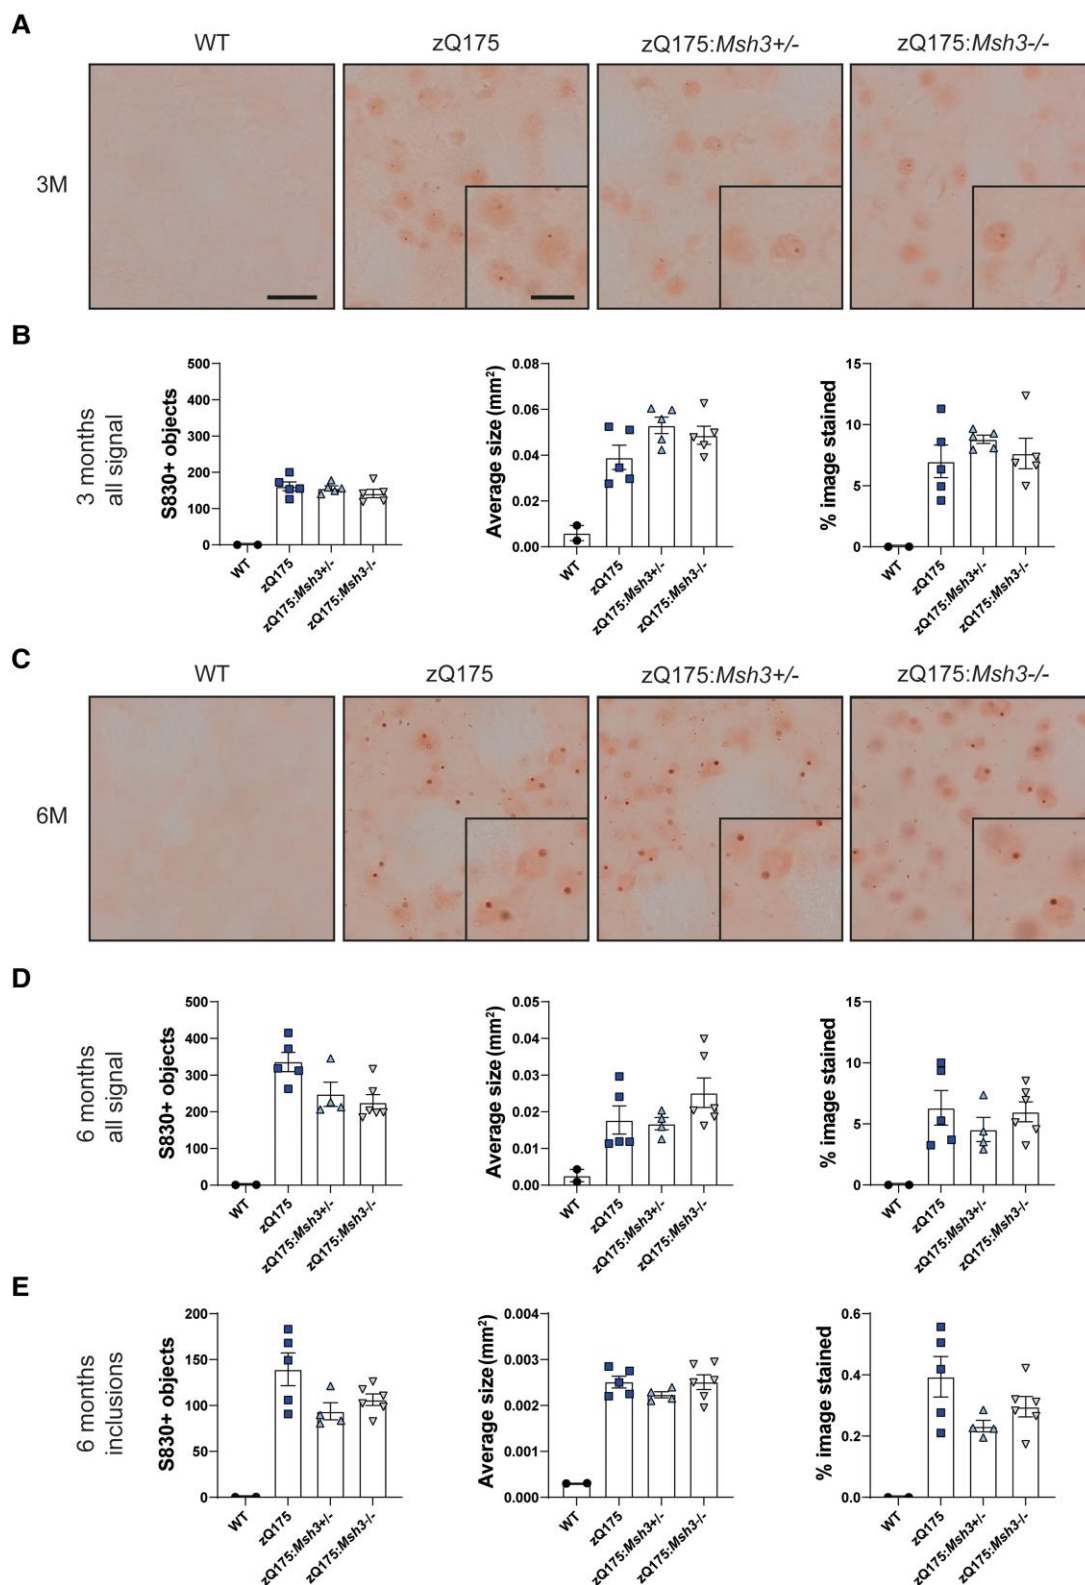 A
WT zQ175 zQ175:Msh3+/- zQ175:Msh3-/-
3M
B
3 months
all signal
S830+ objects
500
400
300
200
100
0
WT
zQ175
zQ175:Msh3+/-
zQ175:Msh3-/-
Average size (mm²)
0.08
0.06
0.04
0.02
0.00
WT
zQ175
zQ175:Msh3+/-
zQ175:Msh3-/-
% image stained
15
10
5
0
WT
zQ175
zQ175:Msh3+/-
zQ175:Msh3-/-
C
WT zQ175 zQ175:Msh3+/- zQ175:Msh3-/-
6M
D
6 months
all signal
S830+ objects
500
400
300
200
100
0
WT
zQ175
zQ175:Msh3+/-
zQ175:Msh3-/-
Average size (mm²)
0.05
0.04
0.03
0.02
0.01
0.00
WT
zQ175
zQ175:Msh3+/-
zQ175:Msh3-/-
% image stained
15
10
5
0
WT
zQ175
zQ175:Msh3+/-
zQ175:Msh3-/-
E
6 months
inclusions
S830+ objects
200
150
100
50
0
WT
zQ175
zQ175:Msh3+/-
zQ175:Msh3-/-
Average size (mm²)
0.004
0.003
0.002
0.001
0.000
WT
zQ175
zQ175:Msh3+/-
zQ175:Msh3-/-
% image stained
0.6
0.4
0.2
0.0
WT
zQ175
zQ175:Msh3+/-
zQ175:Msh3-/-